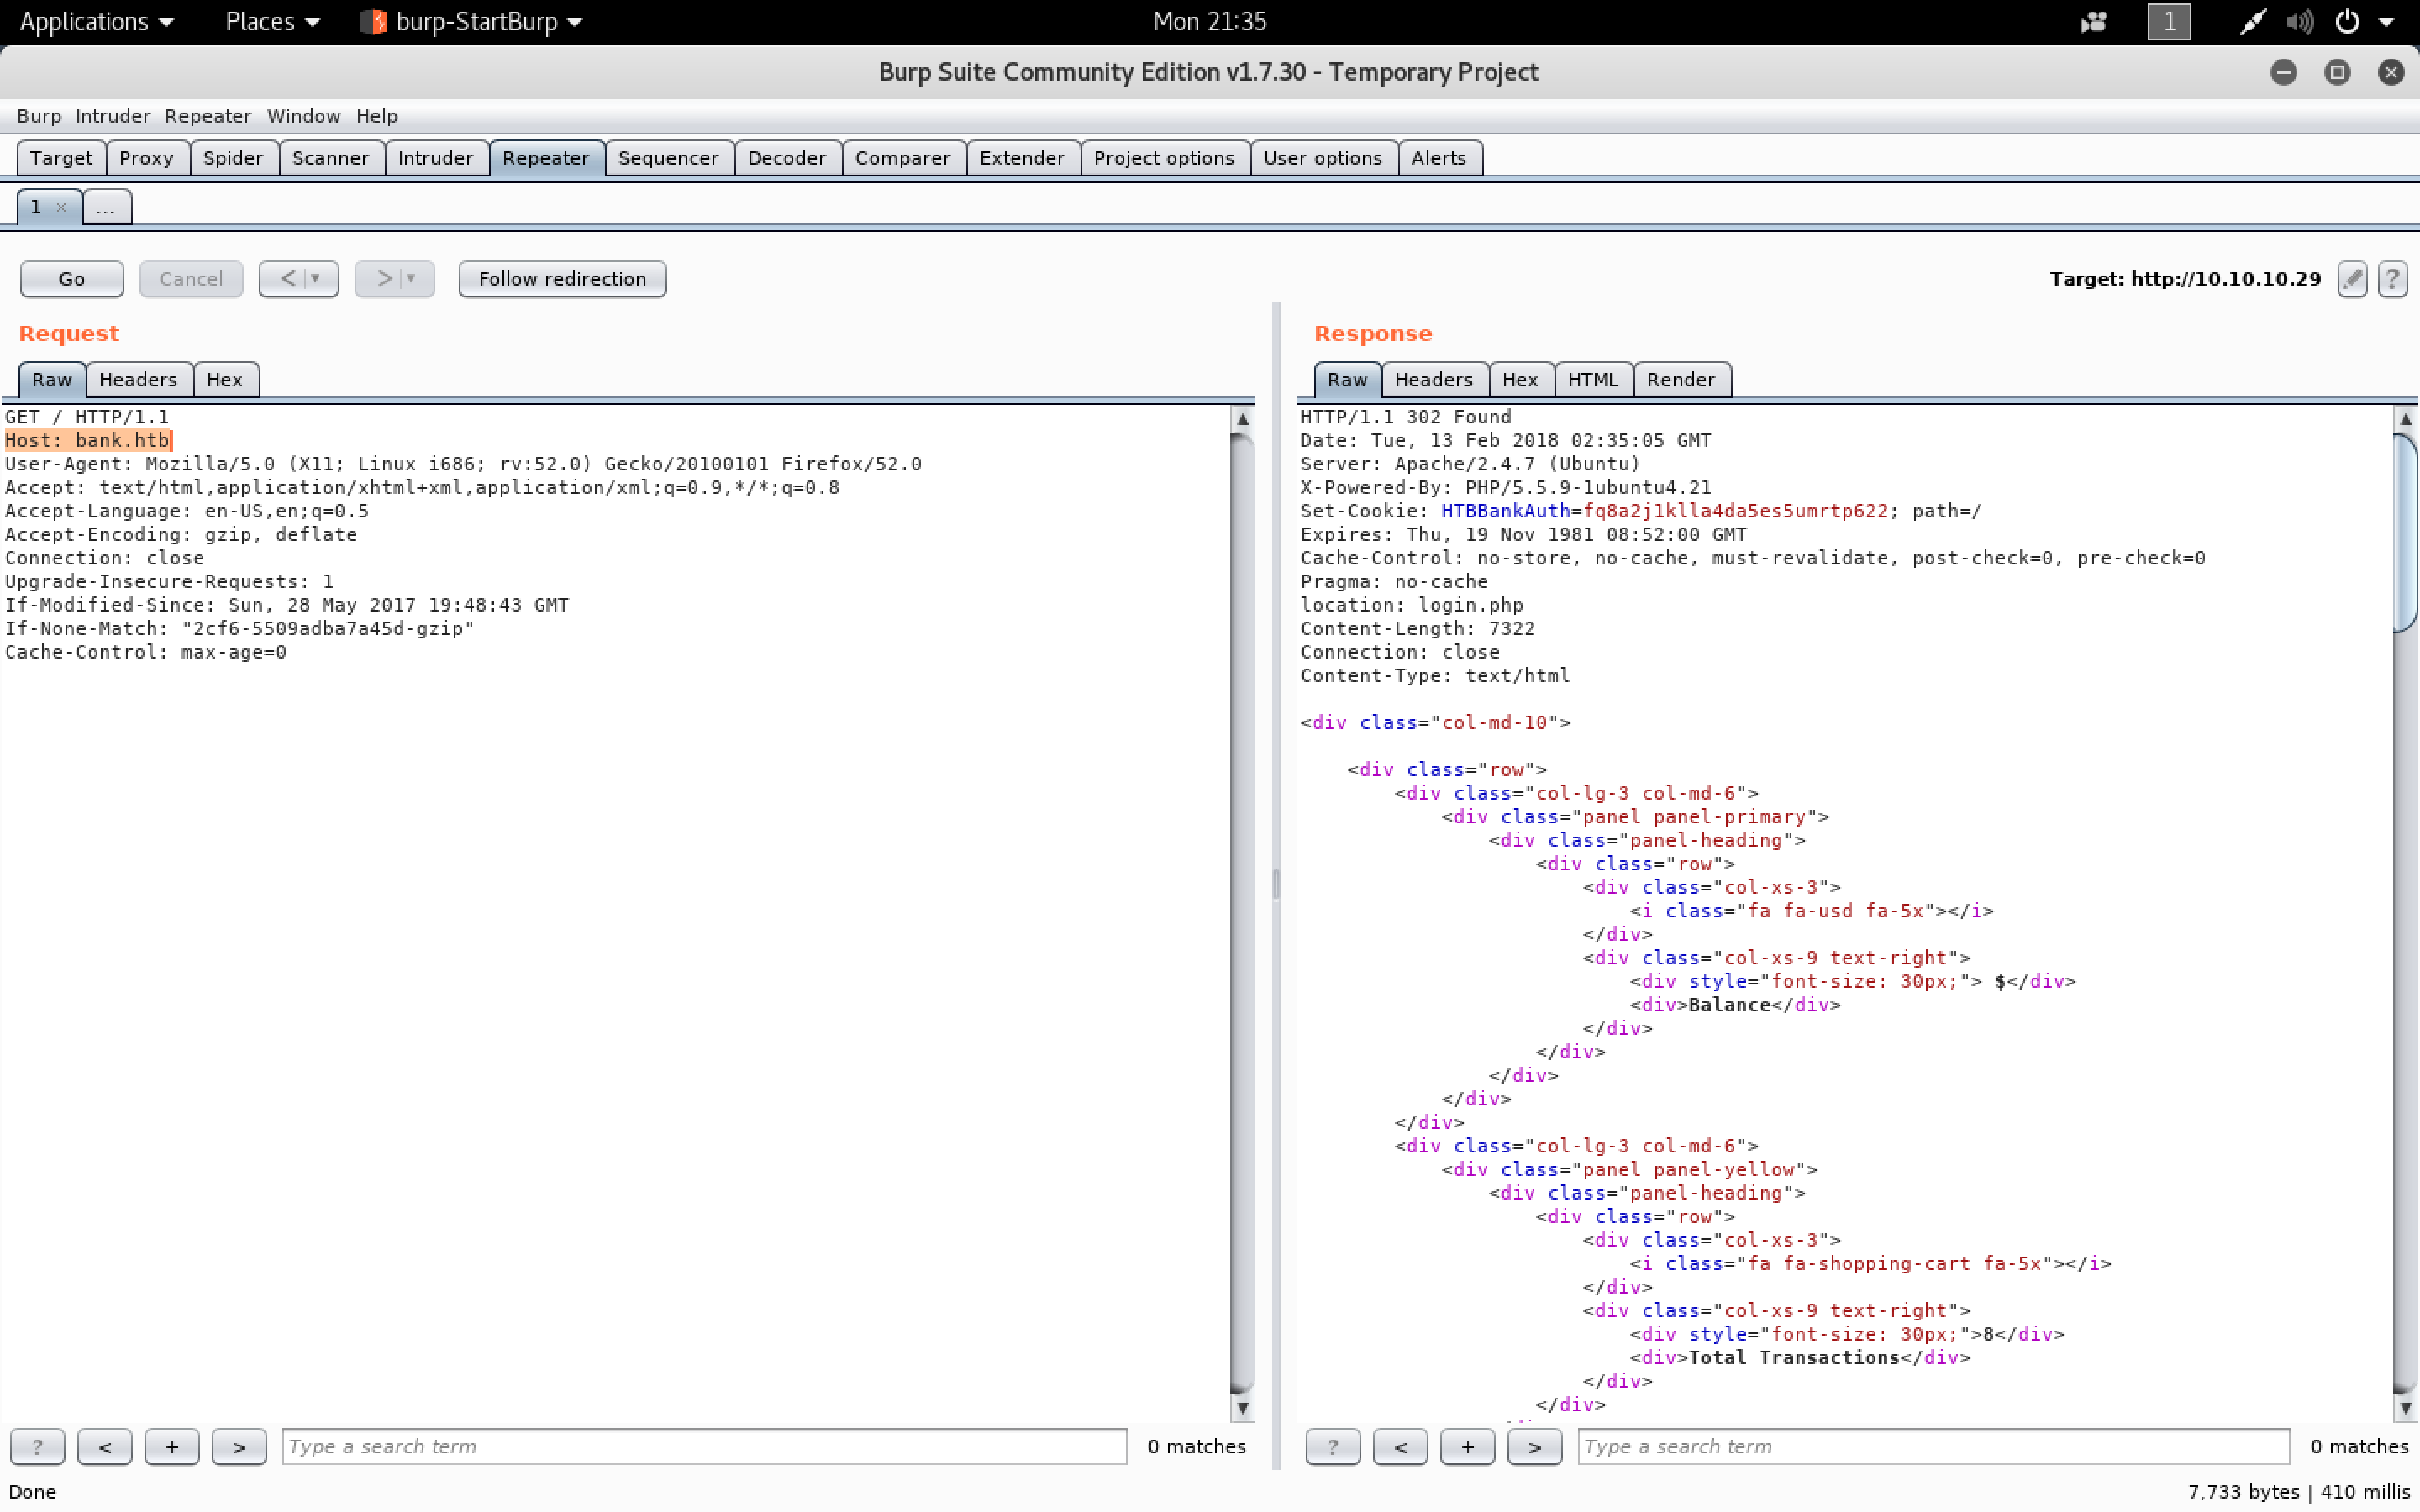 Applications Places burp-StartBurp Mon 21:35 1
Burp Suite Community Edition v1.7.30 - Temporary Project
Burp Intruder Repeater Window Help
Target Proxy Spider Scanner Intruder Repeater Sequencer Decoder Comparer Extender Project options User options Alerts
1 × ...
Go Cancel < > Follow redirection Target: http://10.10.10.29 ?
Request
Raw Headers Hex
GET / HTTP/1.1
Host: bank.htb
User-Agent: Mozilla/5.0 (X11; Linux i686; rv:52.0) Gecko/20100101 Firefox/52.0
Accept: text/html,application/xhtml+xml,application/xml;q=0.9,*/*;q=0.8
Accept-Language: en-US,en;q=0.5
Accept-Encoding: gzip, deflate
Connection: close
Upgrade-Insecure-Requests: 1
If-Modified-Since: Sun, 28 May 2017 19:48:43 GMT
If-None-Match: "2cf6-5509adba7a45d-gzip"
Cache-Control: max-age=0
? < + > Type a search term 0 matches
Response
Raw Headers Hex HTML Render
HTTP/1.1 302 Found
Date: Tue, 13 Feb 2018 02:35:05 GMT
Server: Apache/2.4.7 (Ubuntu)
X-Powered-By: PHP/5.5.9-1ubuntu4.21
Set-Cookie: HTBBankAuth=fq8a2j1klla4da5es5umrtp622; path=/
Expires: Thu, 19 Nov 1981 08:52:00 GMT
Cache-Control: no-store, no-cache, must-revalidate, post-check=0, pre-check=0
Pragma: no-cache
location: login.php
Content-Length: 7322
Connection: close
Content-Type: text/html
<div class="col-md-10">
<div class="row">
<div class="col-lg-3 col-md-6">
<div class="panel panel-primary">
<div class="panel-heading">
<div class="row">
<div class="col-xs-3">
<i class="fa fa-usd fa-5x"></i>
</div>
<div class="col-xs-9 text-right">
<div style="font-size: 30px;"> $</div>
<div>Balance</div>
</div>
</div>
</div>
</div>
</div>
<div class="col-lg-3 col-md-6">
<div class="panel panel-yellow">
<div class="panel-heading">
<div class="row">
<div class="col-xs-3">
<i class="fa fa-shopping-cart fa-5x"></i>
</div>
<div class="col-xs-9 text-right">
<div style="font-size: 30px;">8</div>
<div>Total Transactions</div>
</div>
</div>
? < + > Type a search term 0 matches
Done 7,733 bytes | 410 millis